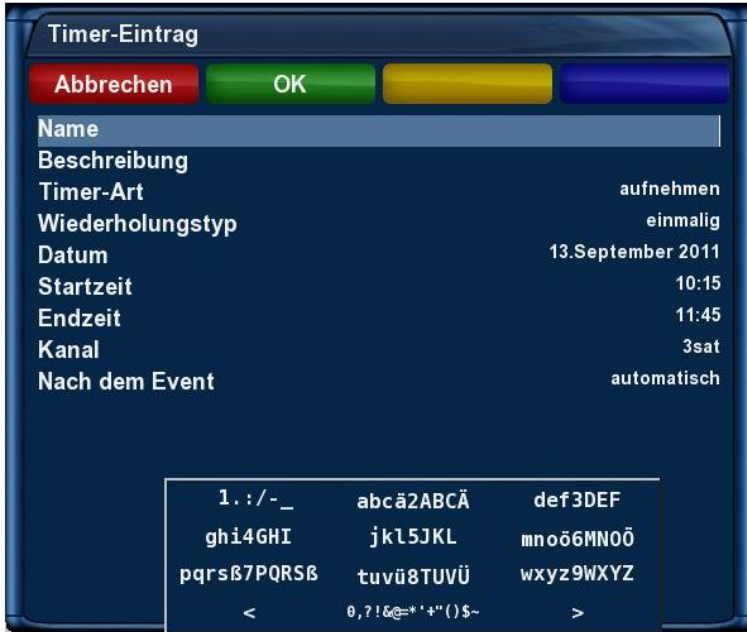 Timer-Eintrag
Abbrechen OK
Name
Beschreibung
Timer-Art aufnehmen
Wiederholungstyp einmalig
Datum 13.September 2011
Startzeit 10:15
Endzeit 11:45
Kanal 3sat
Nach dem Event automatisch
1.:/-_ abcä2ABCÄ def3DEF
ghi4GHI jkl5JKL mnoö6MNOÖ
pqrsß7PQRSß tuvü8TUVÜ wxyz9WXYZ
< 0,?!&@=*'+"()$~ >